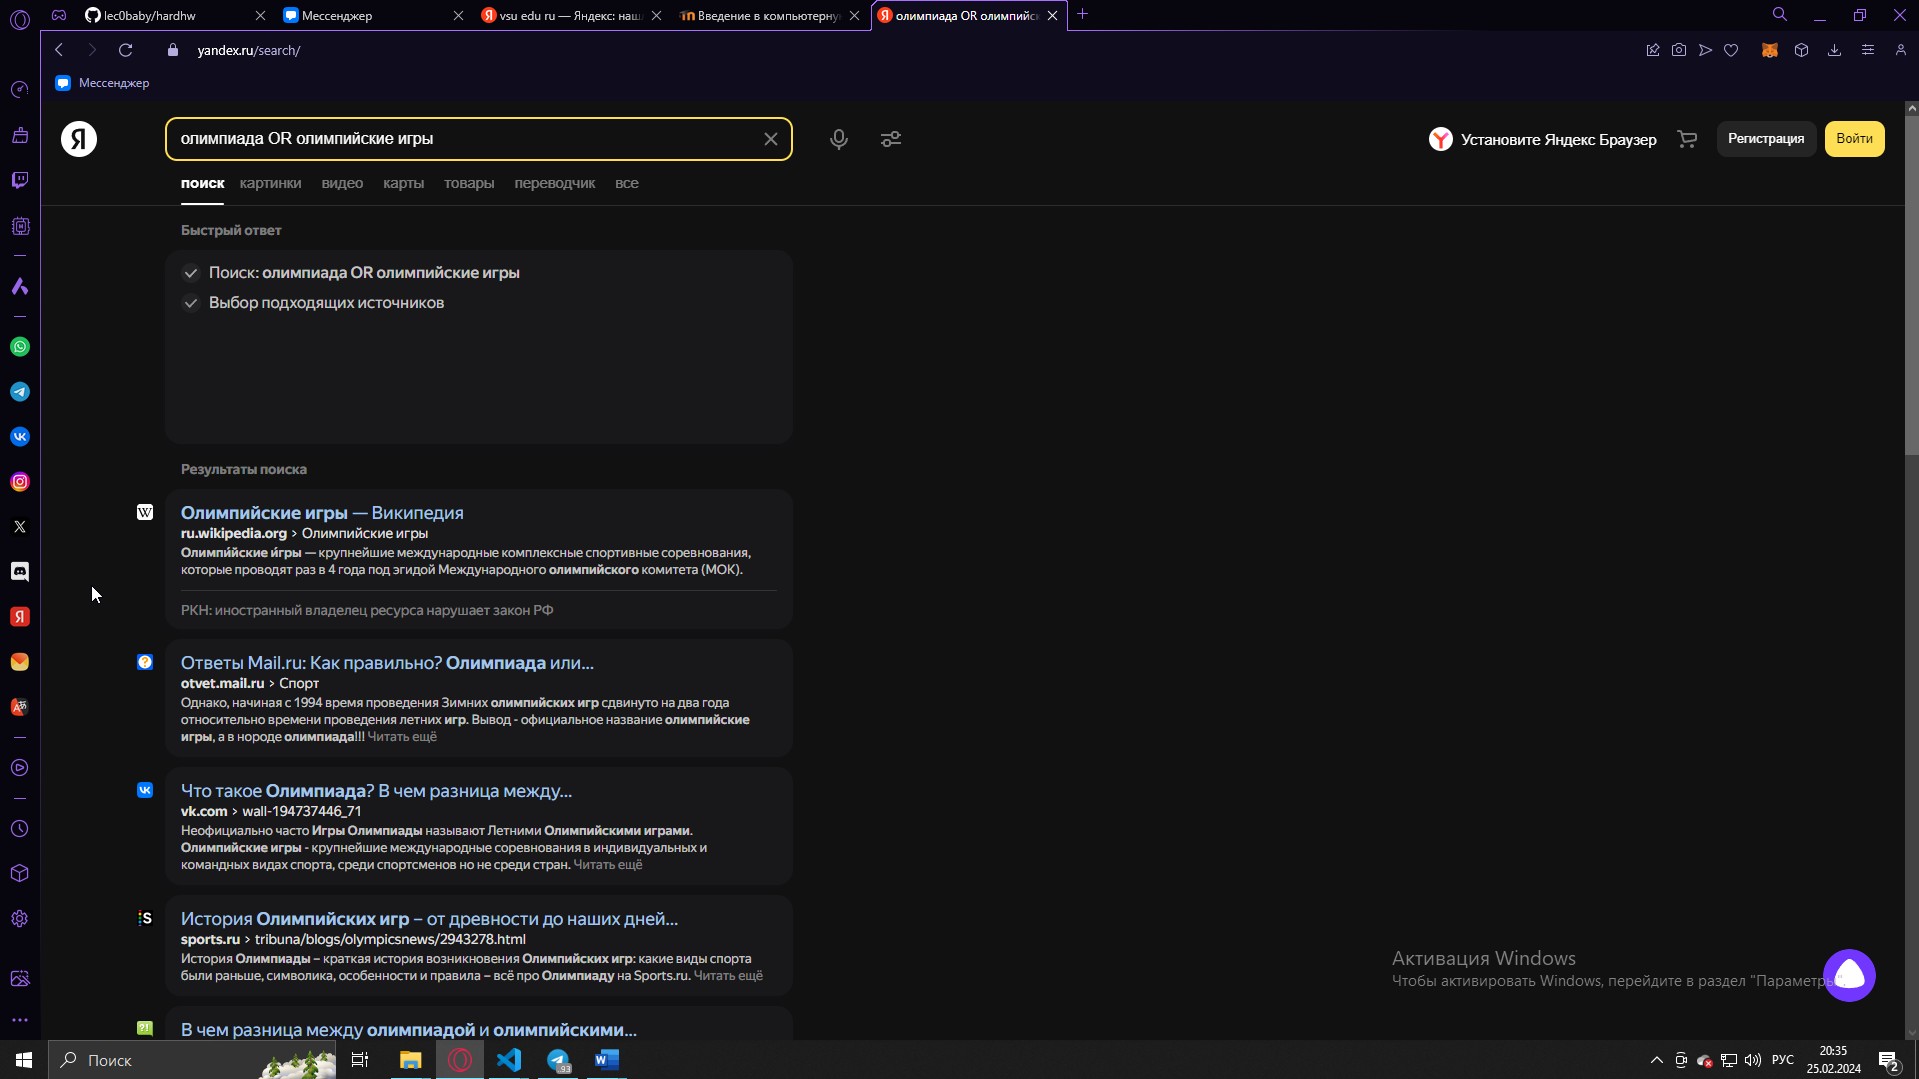 lec0baby/hardhw
Мессенджер
vsu edu ru — Яндекс: наш
Введение в компьютерну
олимпиада OR олимпийск
yandex.ru/search/
Мессенджер
Я
олимпиада OR олимпийские игры
Установите Яндекс Браузер
Регистрация
Войти
поиск картинки видео карты товары переводчик все
Быстрый ответ
Поиск: олимпиада OR олимпийские игры
Выбор подходящих источников
Результаты поиска
W
Олимпийские игры — Википедия
ru.wikipedia.org > Олимпийские игры
Олимпи́йские и́гры — крупнейшие международные комплексные спортивные соревнования,
которые проводят раз в 4 года под эгидой Международного олимпийского комитета (МОК).
РКН: иностранный владелец ресурса нарушает закон РФ
Ответы Mail.ru: Как правильно? Олимпиада или...
otvet.mail.ru > Спорт
Однако, начиная с 1994 время проведения Зимних олимпийских игр сдвинуто на два года
относительно времени проведения летних игр. Вывод - официальное название олимпийские
игры, а в нороде олимпиада!!! Читать ещё
Что такое Олимпиада? В чем разница между...
vk.com > wall-194737446_71
Неофициально часто Игры Олимпиады называют Летними Олимпийскими играми.
Олимпийские игры - крупнейшие международные соревнования в индивидуальных и
командных видах спорта, среди спортсменов но не среди стран. Читать ещё
:S
История Олимпийских игр – от древности до наших дней...
sports.ru > tribuna/blogs/olympicsnews/2943278.html
История Олимпиады – краткая история возникновения Олимпийских игр: какие виды спорта
были раньше, символика, особенности и правила – всё про Олимпиаду на Sports.ru. Читать ещё
?!
В чем разница между олимпиадой и олимпийскими...
Активация Windows
Чтобы активировать Windows, перейдите в раздел "Параметры".
Поиск
93
W
РУС
20:35
25.02.2024
2